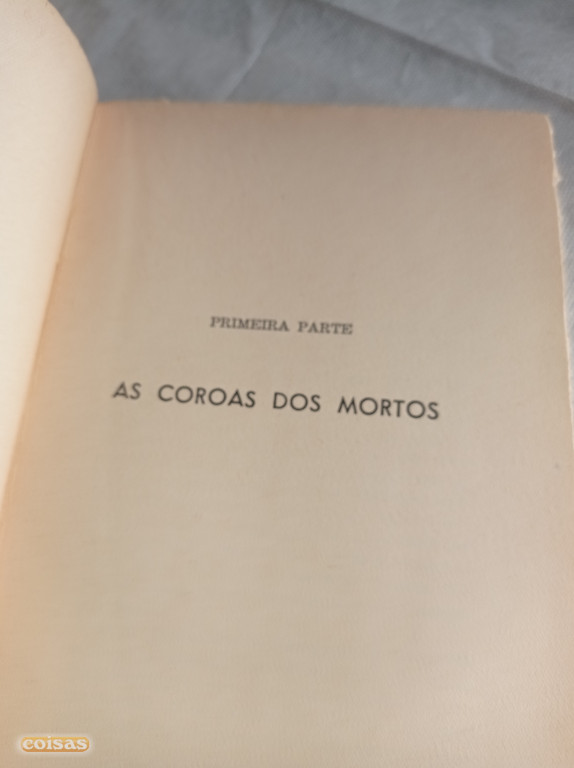 PRIMEIRA PARTE
AS COROAS DOS MORTOS
coisas